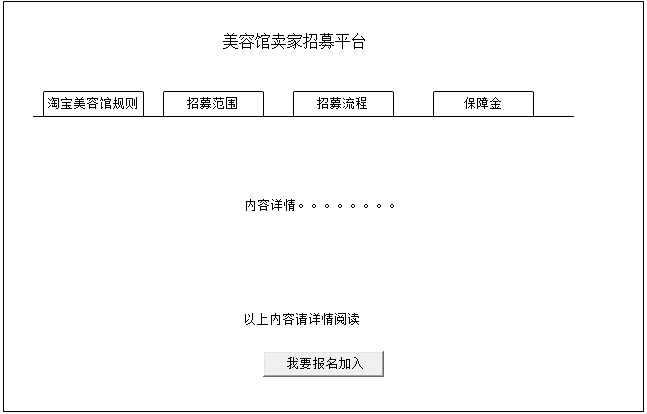 美容馆卖家招募平台
淘宝美容馆规则 招募范围 招募流程 保障金
内容详情。。。。。。。。
以上内容请详情阅读
我要报名加入